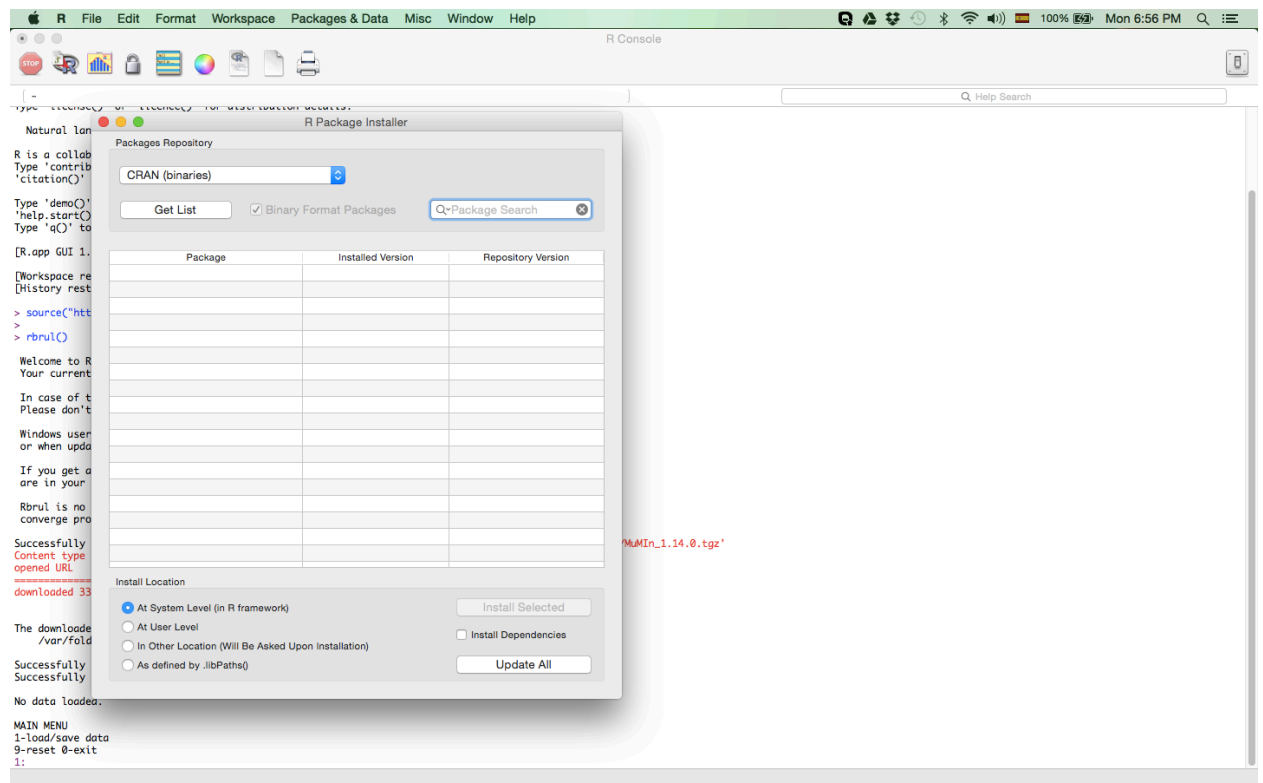 R File Edit Format Workspace Packages & Data Misc Window Help 100% Mon 6:56 PM
R Console
STOP
Help Search
~
Type 'license()' or 'licence()' for distribution details.
Natural lan
R is a collab
Type 'contrib
'citation()'
Type 'demo()'
'help.start()
Type 'q()' to
[R.app GUI 1.
[Workspace re
[History rest
> source("htt
>
> rbrul()
Welcome to R
Your current
In case of t
Please don't
Windows user
or when upda
If you get a
are in your
Rbrul is no
converge pro
Successfully
/MuMIn_1.14.0.tgz'
Content type
opened URL
==============
downloaded 33
The downloade
/var/fold
Successfully
Successfully
No data loaded.
MAIN MENU
1-load/save data
9-reset 0-exit
1:
R Package Installer
Packages Repository
CRAN (binaries)
Get List Binary Format Packages Package Search
Package Installed Version Repository Version
Install Location
At System Level (in R framework)
At User Level
In Other Location (Will Be Asked Upon Installation)
As defined by .libPaths()
Install Selected
Install Dependencies
Update All